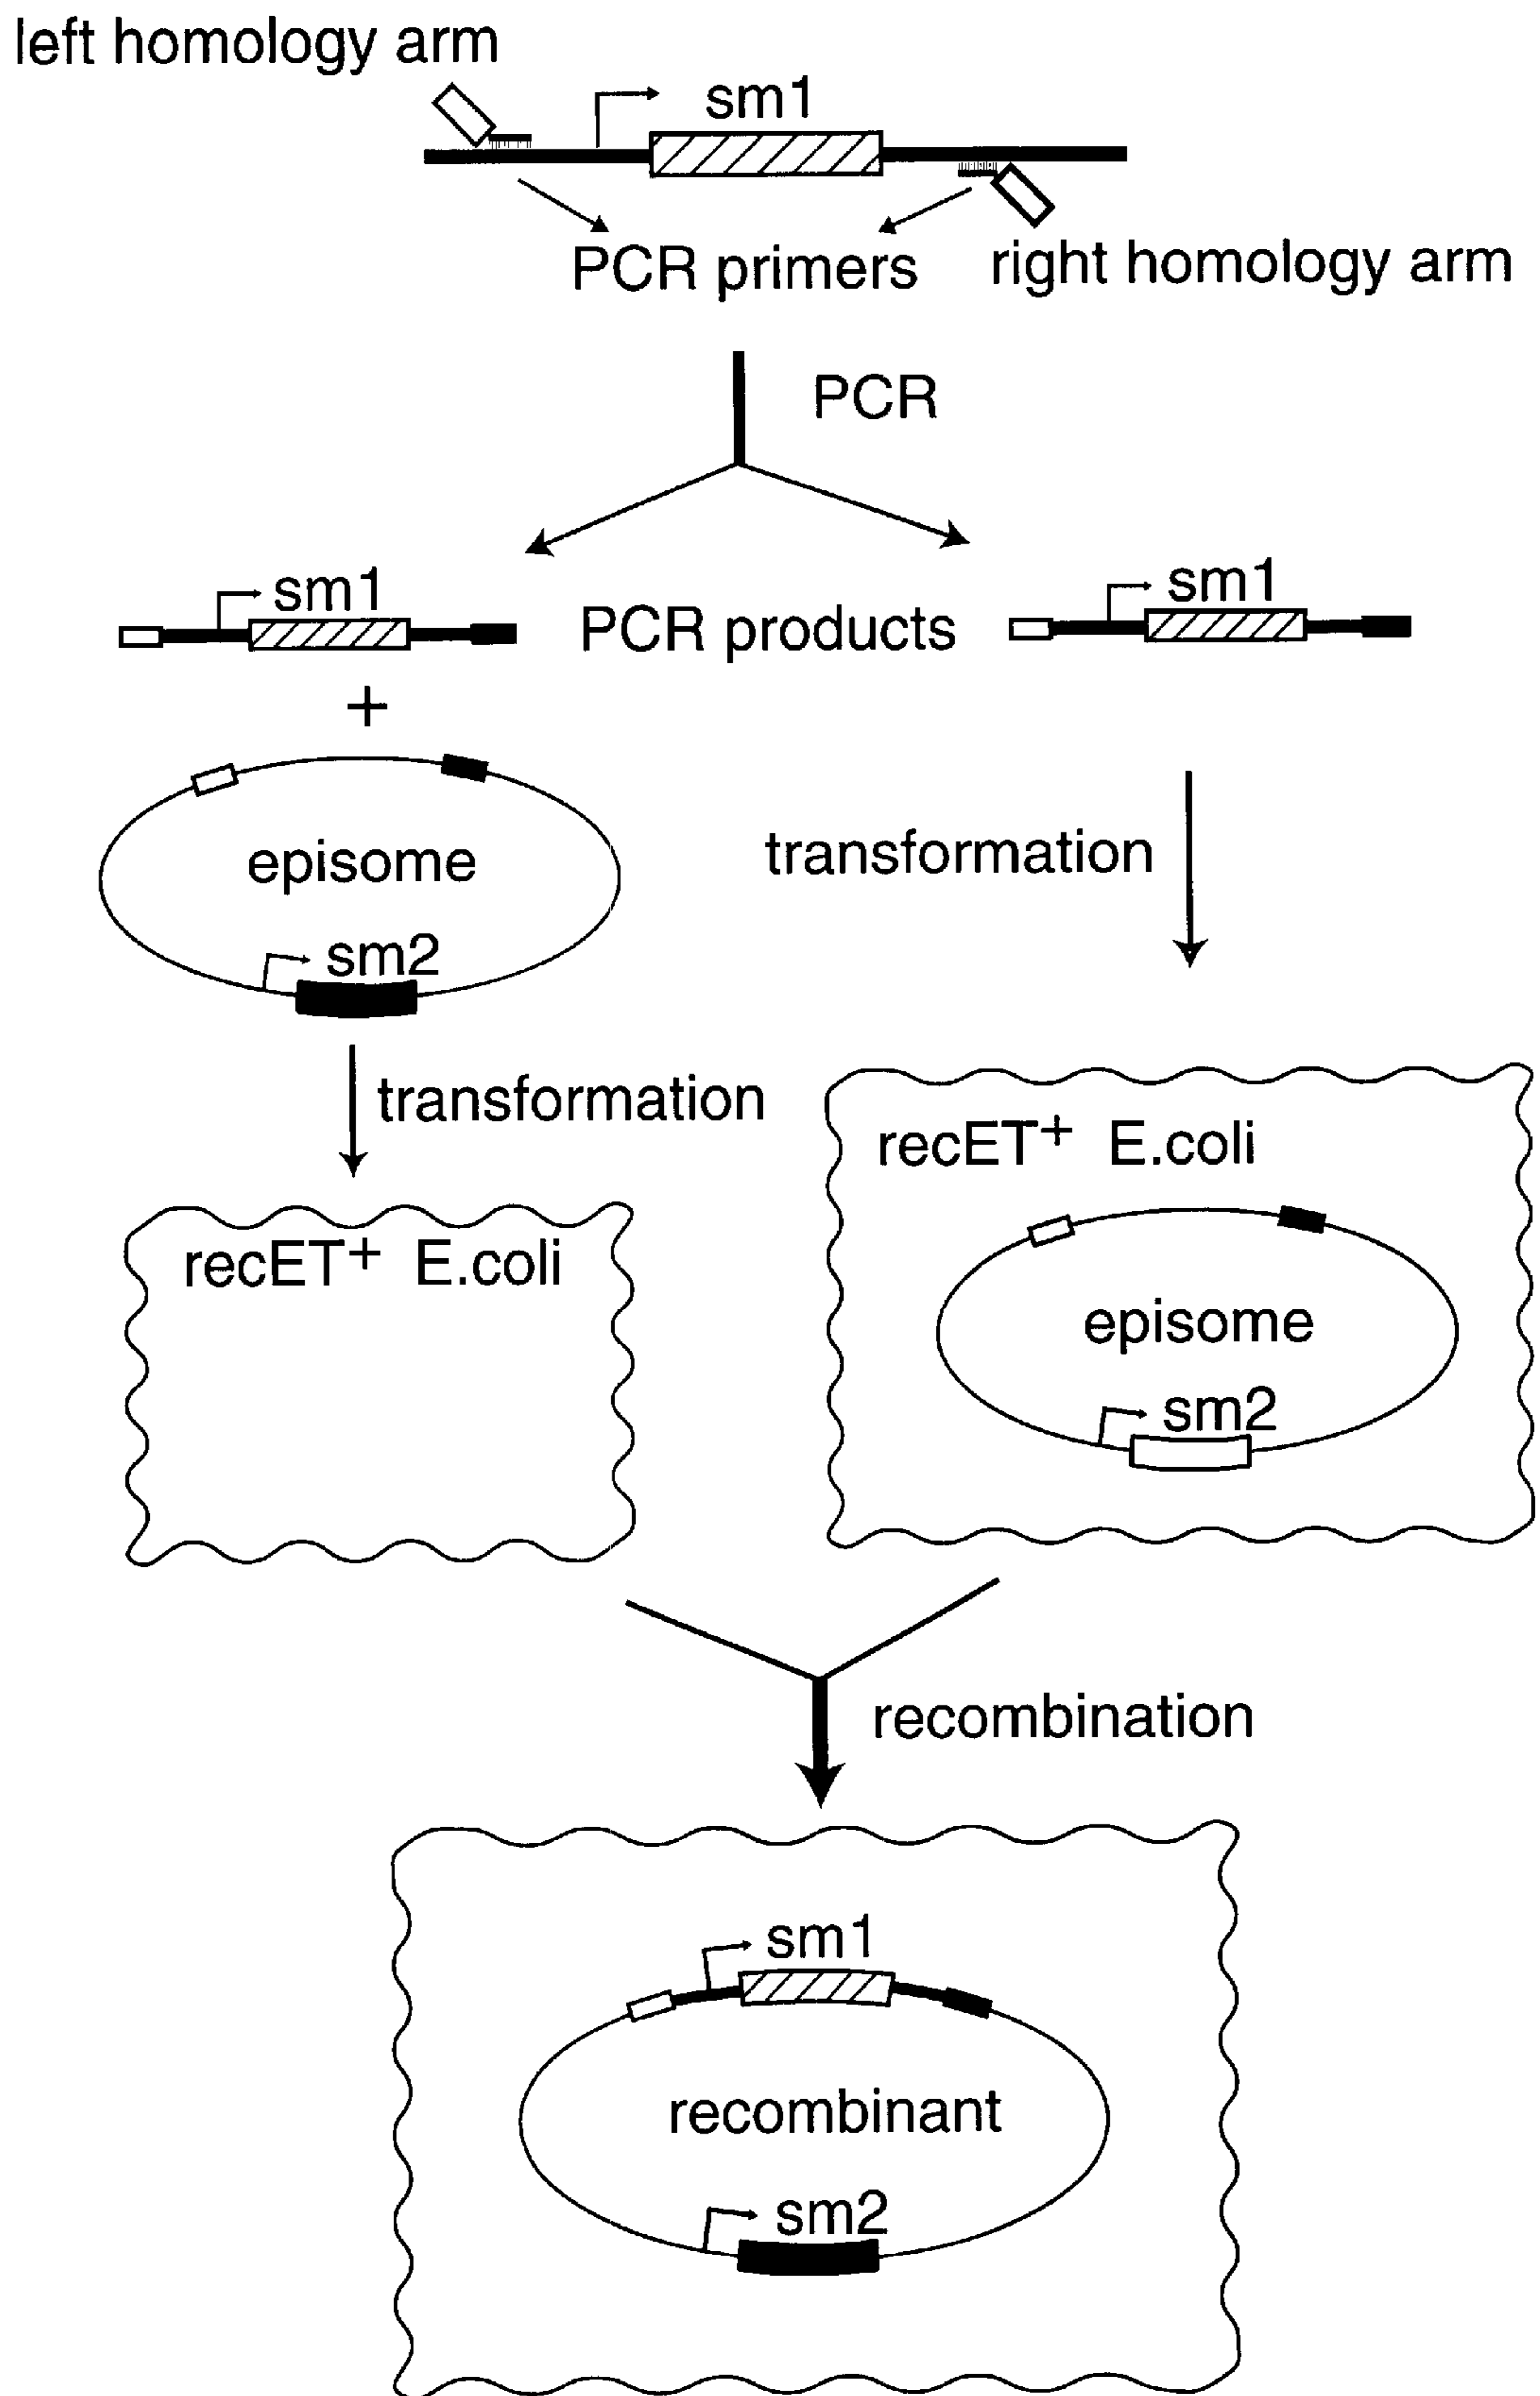 left homology arm
sm1
PCR primers
right homology arm
PCR
sm1
PCR products
sm1
+
episome
sm2
transformation
transformation
recET+ E.coli
recET+ E.coli
episome
sm2
recombination
sm1
recombinant
sm2